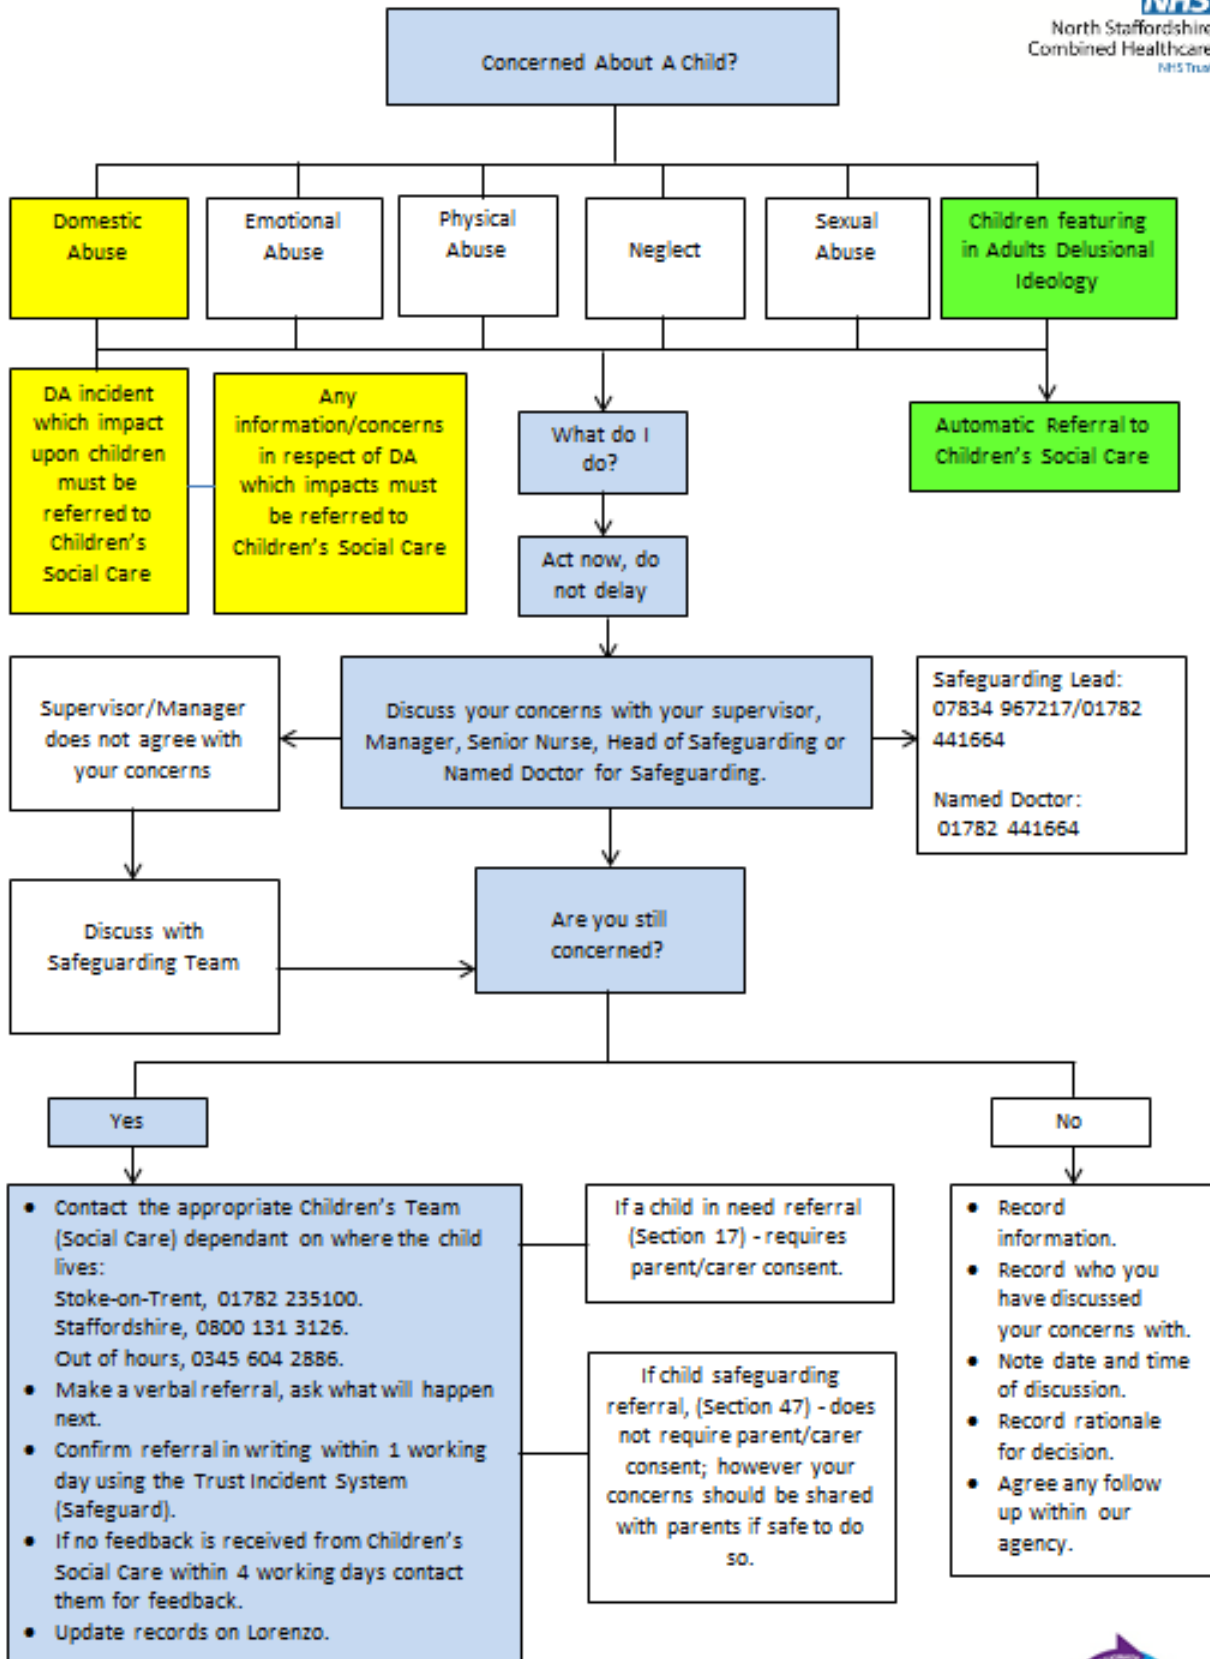 NHS
North Staffordshire
Combined Healthcare
NHS Trust
Concerned About A Child?
Domestic
Abuse
Emotional
Abuse
Physical
Abuse
Neglect
Sexual
Abuse
Children featuring
in Adults Delusional
Ideology
DA incident
which impact
upon children
must be
referred to
Children's
Social Care
Any
information/concerns
in respect of DA
which impacts must
be referred to
Children's Social Care
What do I
do?
Automatic Referral to
Children's Social Care
Act now, do
not delay
Supervisor/Manager
does not agree with
your concerns
Discuss your concerns with your supervisor,
Manager, Senior Nurse, Head of Safeguarding or
Named Doctor for Safeguarding.
Safeguarding Lead:
07834 967217/01782
441664
Named Doctor:
01782 441664
Discuss with
Safeguarding Team
Are you still
concerned?
Yes
No
• Contact the appropriate Children's Team
(Social Care) dependant on where the child
lives:
Stoke-on-Trent, 01782 235100.
Staffordshire, 0800 131 3126.
Out of hours, 0345 604 2886.
• Make a verbal referral, ask what will happen
next.
• Confirm referral in writing within 1 working
day using the Trust Incident System
(Safeguard).
• If no feedback is received from Children's
Social Care within 4 working days contact
them for feedback.
• Update records on Lorenzo.
If a child in need referral
(Section 17) - requires
parent/carer consent.
If child safeguarding
referral, (Section 47) - does
not require parent/carer
consent; however your
concerns should be shared
with parents if safe to do
so.
• Record
information.
• Record who you
have discussed
your concerns with.
• Note date and time
of discussion.
• Record rationale
for decision.
• Agree any follow
up within our
agency.